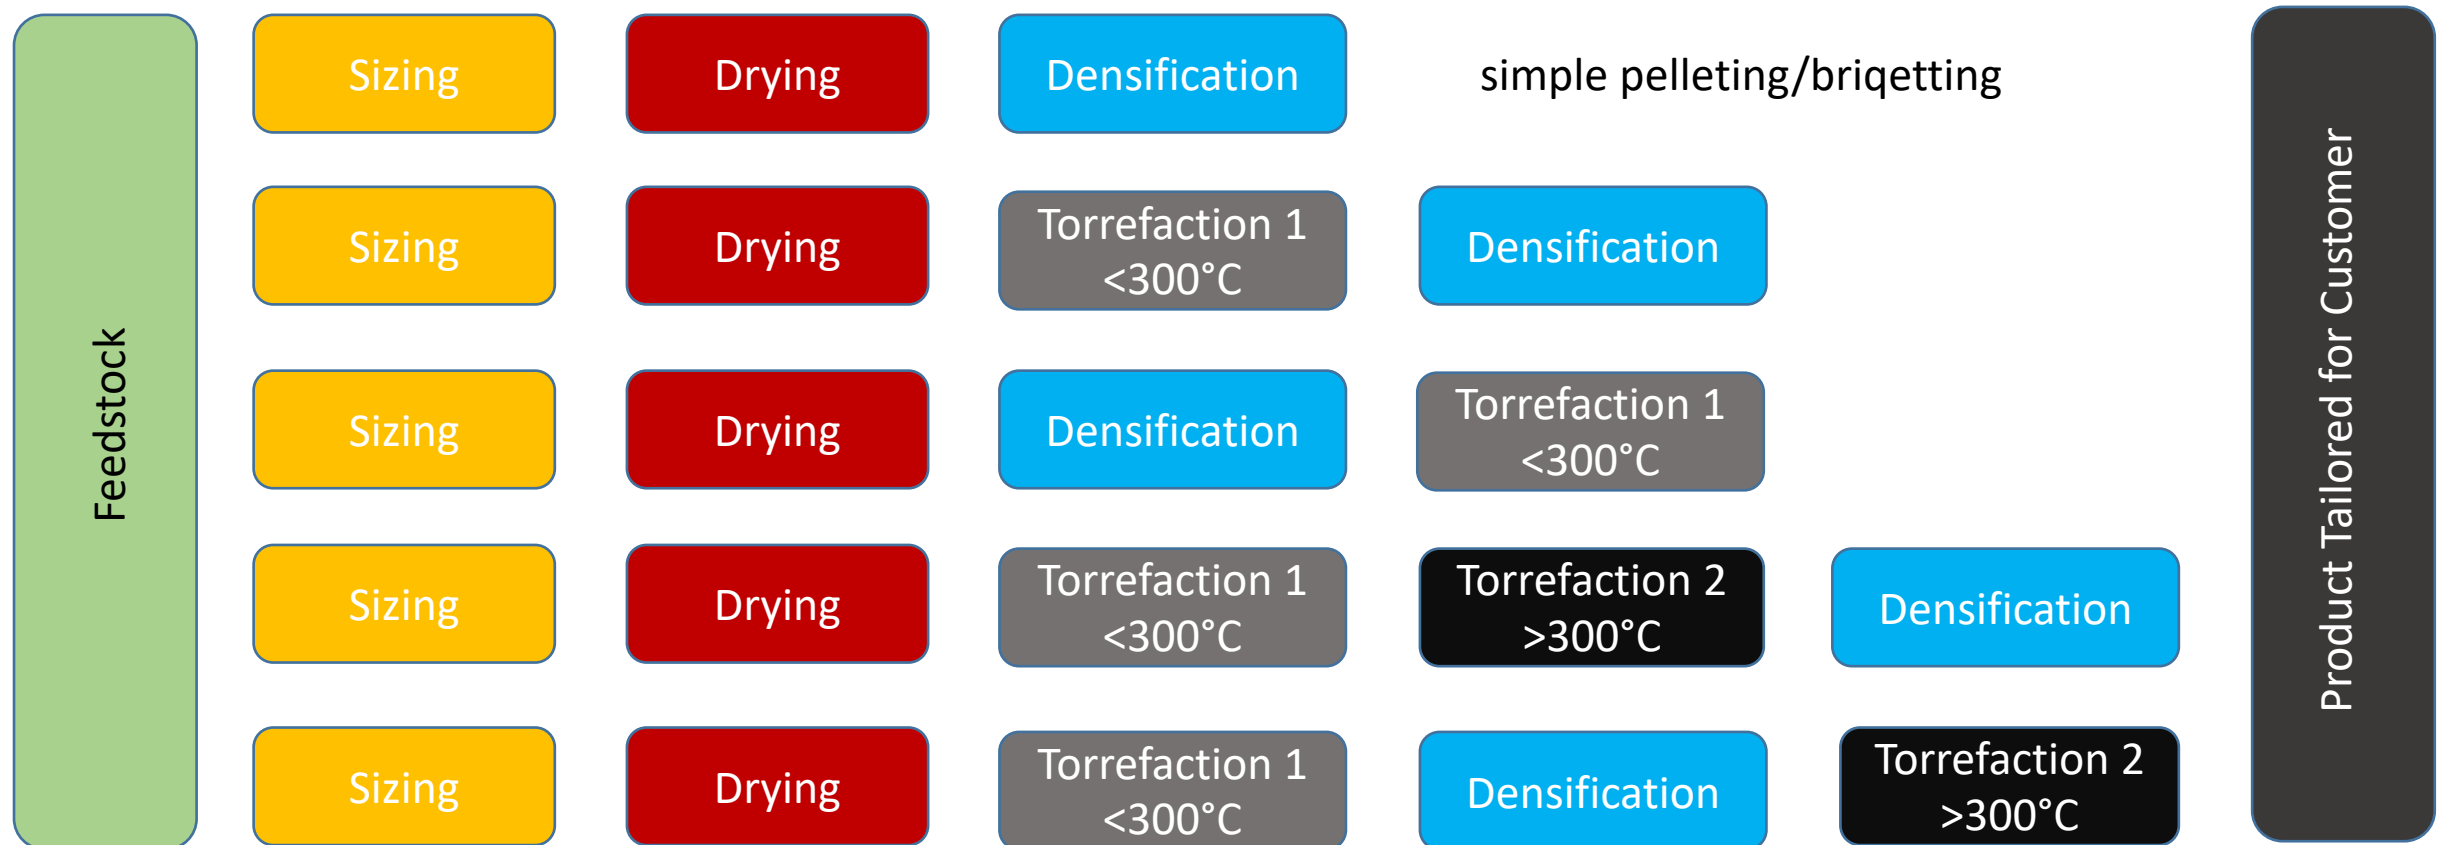 Feedstock
Sizing
Drying
Densification
simple pelleting/briqetting
Sizing
Drying
Torrefaction 1
<300°C
Densification
Sizing
Drying
Densification
Torrefaction 1
<300°C
Sizing
Drying
Torrefaction 1
<300°C
Torrefaction 2
>300°C
Densification
Sizing
Drying
Torrefaction 1
<300°C
Densification
Torrefaction 2
>300°C
Product Tailored for Customer